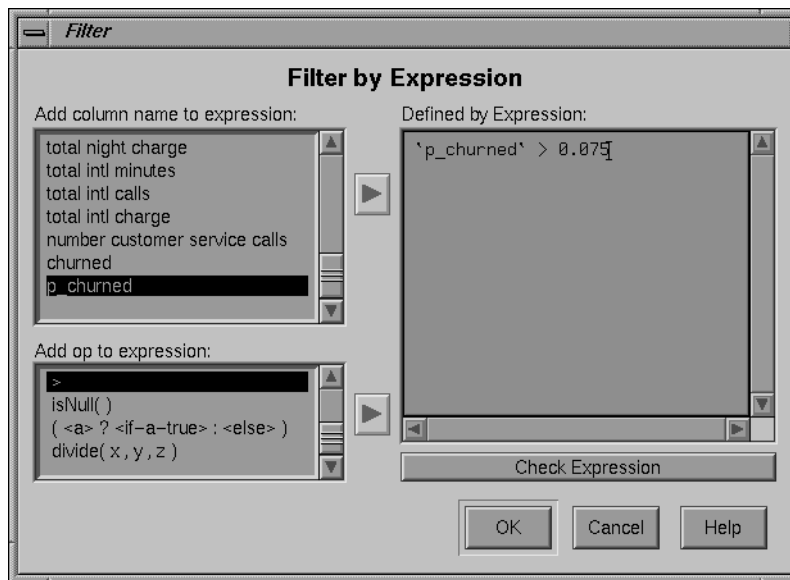 Filter
Filter by Expression
Add column name to expression:
total night charge
total intl minutes
total intl calls
total intl charge
number customer service calls
churned
p_churned
Add op to expression:
>
isNull( )
( <a> ? <if-a-true> : <else> )
divide( x , y , z )
Defined by Expression:
`p_churned` > 0.075
Check Expression
OK
Cancel
Help